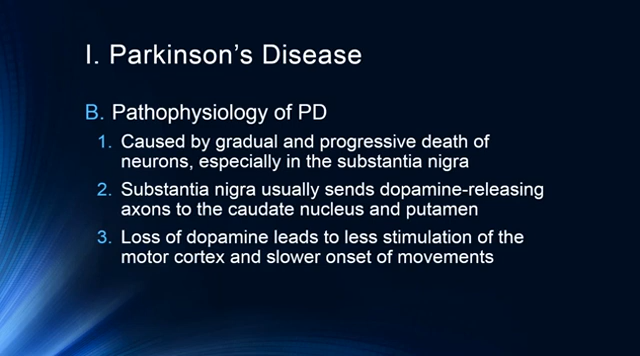 I. Parkinson’s Disease
B. Pathophysiology of PD
1. Caused by gradual and progressive death of
neurons, especially in the substantia nigra
2. Substantia nigra usually sends dopamine-releasing
axons to the caudate nucleus and putamen
3. Loss of dopamine leads to less stimulation of the
motor cortex and slower onset of movements